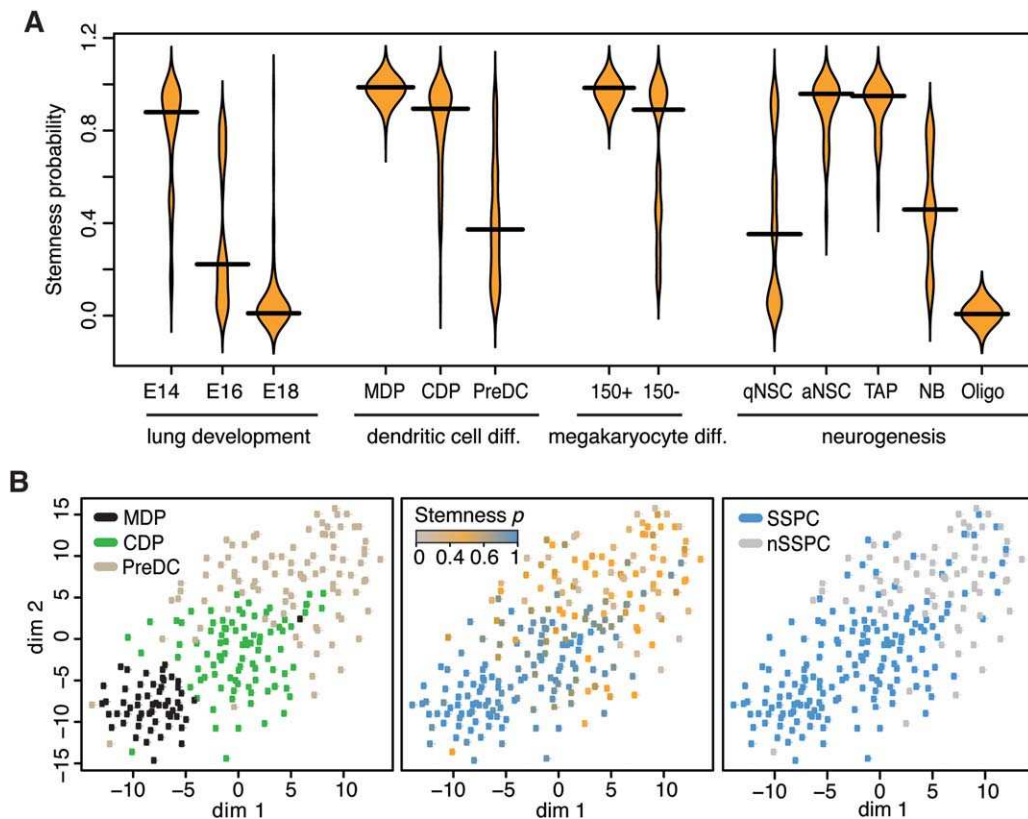 A
Stemness probability
1.2
0.8
0.4
0.0
E14 E16 E18 MDP CDP PreDC 150+ 150- qNSC aNSC TAP NB Oligo
lung development dendritic cell diff. megakaryocyte diff. neurogenesis
B
dim 2
15
10
5
0
−5
−10
−15
MDP
CDP
PreDC
−10 −5 0 5 10
dim 1
Stemness p
0 0.4 0.6 1
−10 −5 0 5 10
dim 1
SSPC
nSSPC
−10 −5 0 5 10
dim 1